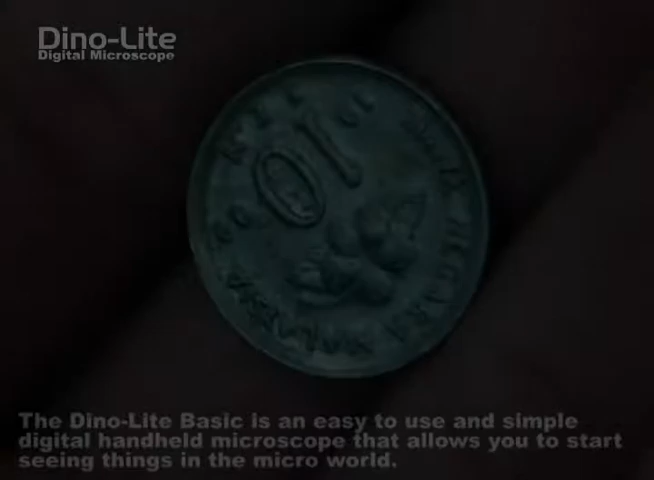 Dino-Lite
Digital Microscope
10
The Dino-Lite Basic is an easy to use and simple
digital handheld microscope that allows you to start
seeing things in the micro world.